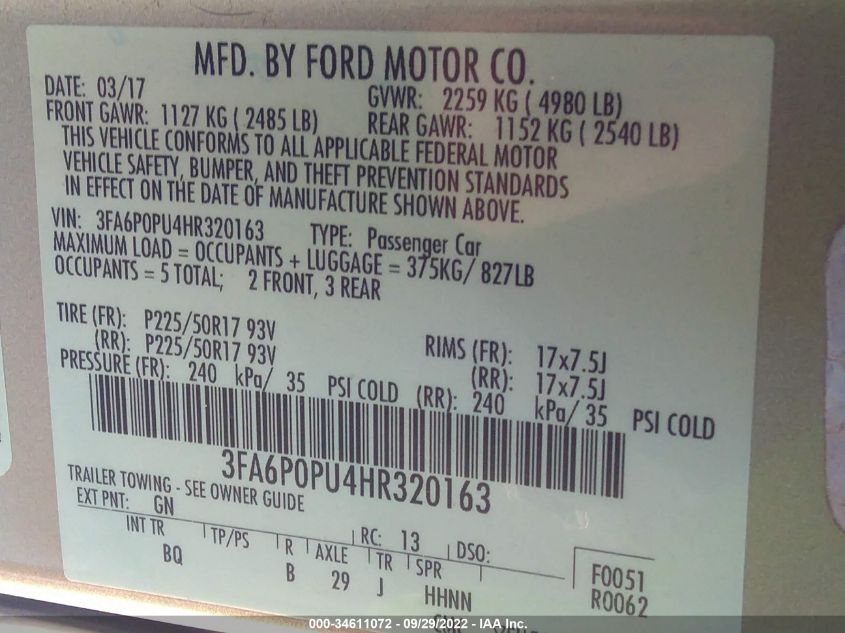 MFD. BY FORD MOTOR CO.
DATE: 03/17 GVWR: 2259 KG ( 4980 LB)
FRONT GAWR: 1127 KG ( 2485 LB) REAR GAWR: 1152 KG ( 2540 LB)
THIS VEHICLE CONFORMS TO ALL APPLICABLE FEDERAL MOTOR
VEHICLE SAFETY, BUMPER, AND THEFT PREVENTION STANDARDS
IN EFFECT ON THE DATE OF MANUFACTURE SHOWN ABOVE.
VIN: 3FA6P0PU4HR320163 TYPE: Passenger Car
MAXIMUM LOAD = OCCUPANTS + LUGGAGE = 375KG/ 827LB
OCCUPANTS = 5 TOTAL; 2 FRONT, 3 REAR
TIRE (FR): P225/50R17 93V RIMS (FR): 17x7.5J
(RR): P225/50R17 93V (RR): 17x7.5J
PRESSURE (FR): 240 kPa/ 35 PSI COLD (RR): 240 kPa/ 35 PSI COLD
3FA6P0PU4HR320163
TRAILER TOWING - SEE OWNER GUIDE
EXT PNT: GN RC: 13 DSO:
INT TR TP/PS R AXLE TR SPR F0051
BQ B 29 J HHNN R0062
000-34611072 / 09/29/2022 - IAA Inc.